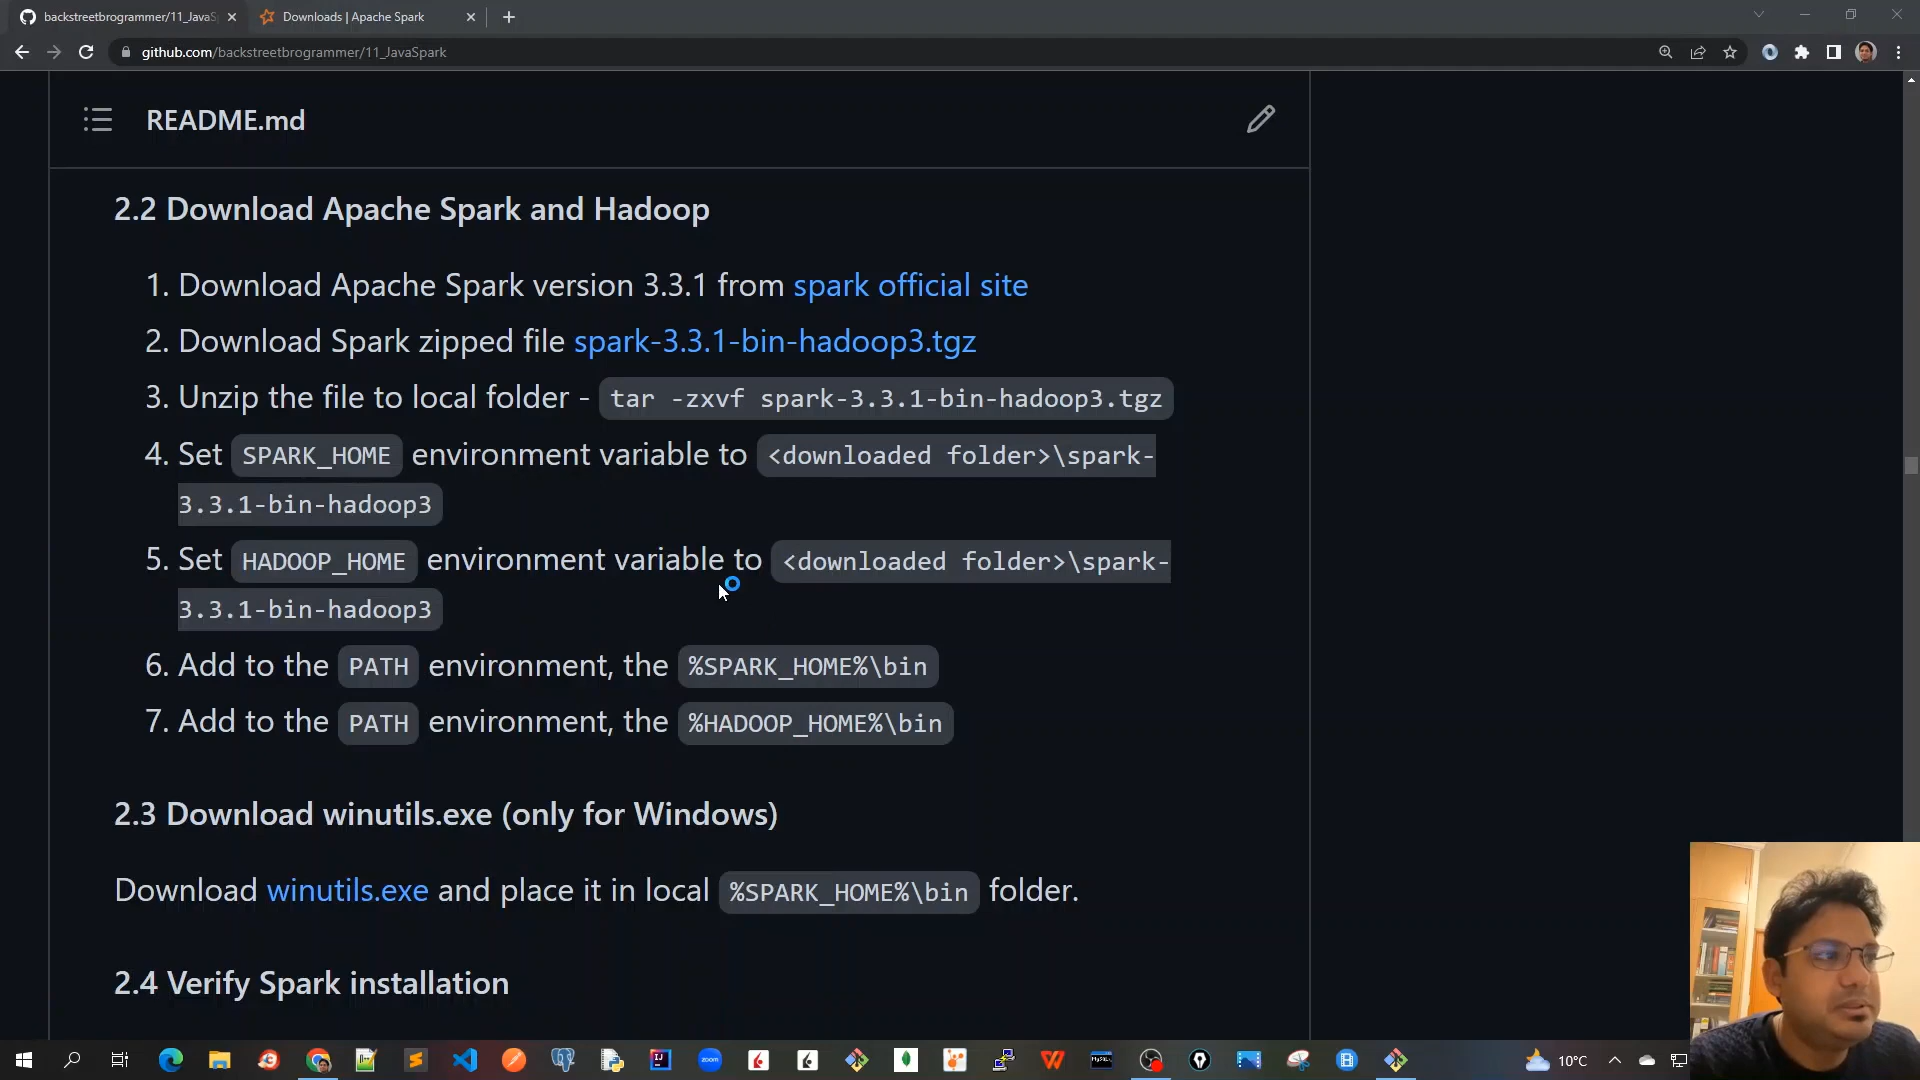 backstreetbrogrammer/11_JavaS
Downloads | Apache Spark
github.com/backstreetbrogrammer/11_JavaSpark
README.md
2.2 Download Apache Spark and Hadoop
1. Download Apache Spark version 3.3.1 from spark official site
2. Download Spark zipped file spark-3.3.1-bin-hadoop3.tgz
3. Unzip the file to local folder - tar -zxvf spark-3.3.1-bin-hadoop3.tgz
4. Set SPARK_HOME environment variable to <downloaded folder>\spark-
3.3.1-bin-hadoop3
5. Set HADOOP_HOME environment variable to <downloaded folder>\spark-
3.3.1-bin-hadoop3
6. Add to the PATH environment, the %SPARK_HOME%\bin
7. Add to the PATH environment, the %HADOOP_HOME%\bin
2.3 Download winutils.exe (only for Windows)
Download winutils.exe and place it in local %SPARK_HOME%\bin folder.
2.4 Verify Spark installation
zoom
10°C